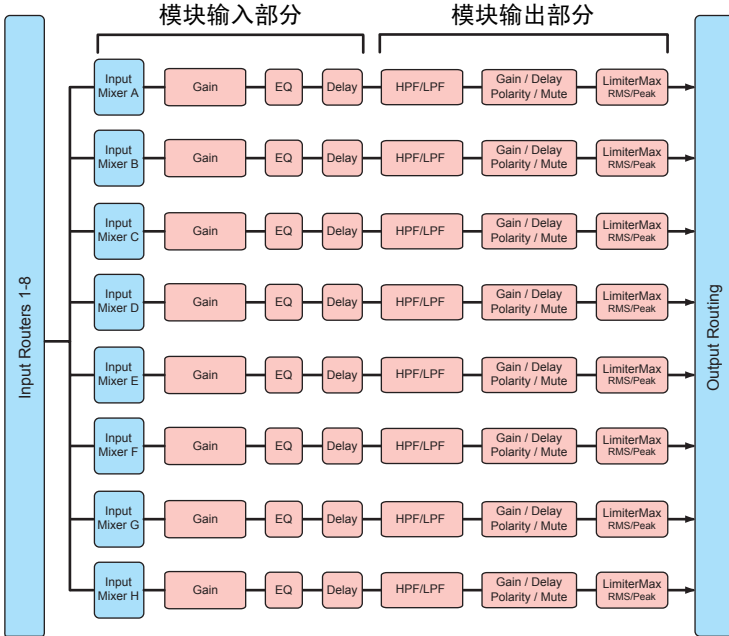 模块输入部分
模块输出部分
Input Routers 1-8
Input
Mixer A
Gain
EQ
Delay
HPF/LPF
Gain / Delay
Polarity / Mute
LimiterMax
RMS/Peak
Input
Mixer B
Gain
EQ
Delay
HPF/LPF
Gain / Delay
Polarity / Mute
LimiterMax
RMS/Peak
Input
Mixer C
Gain
EQ
Delay
HPF/LPF
Gain / Delay
Polarity / Mute
LimiterMax
RMS/Peak
Input
Mixer D
Gain
EQ
Delay
HPF/LPF
Gain / Delay
Polarity / Mute
LimiterMax
RMS/Peak
Input
Mixer E
Gain
EQ
Delay
HPF/LPF
Gain / Delay
Polarity / Mute
LimiterMax
RMS/Peak
Input
Mixer F
Gain
EQ
Delay
HPF/LPF
Gain / Delay
Polarity / Mute
LimiterMax
RMS/Peak
Input
Mixer G
Gain
EQ
Delay
HPF/LPF
Gain / Delay
Polarity / Mute
LimiterMax
RMS/Peak
Input
Mixer H
Gain
EQ
Delay
HPF/LPF
Gain / Delay
Polarity / Mute
LimiterMax
RMS/Peak
Output Routing